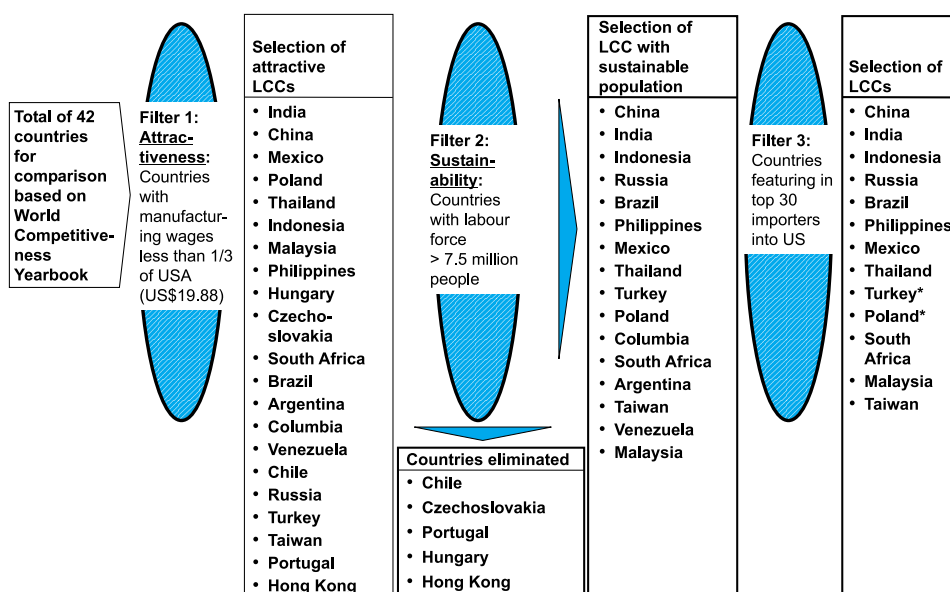 Total of 42
countries
for
comparison
based on
World
Competitive-
ness
Yearbook
Filter 1:
Attrac-
tiveness:
Countries
with
manufactur-
ing wages
less than 1/3
of USA
(US$19.88)
Selection of
attractive
LCCs
• India
• China
• Mexico
• Poland
• Thailand
• Indonesia
• Malaysia
• Philippines
• Hungary
• Czecho-
slovakia
• South Africa
• Brazil
• Argentina
• Columbia
• Venezuela
• Chile
• Russia
• Turkey
• Taiwan
• Portugal
• Hong Kong
Filter 2:
Sustain-
ability:
Countries
with labour
force
> 7.5 million
people
Countries eliminated
• Chile
• Czechoslovakia
• Portugal
• Hungary
• Hong Kong
Selection of
LCC with
sustainable
population
• China
• India
• Indonesia
• Russia
• Brazil
• Philippines
• Mexico
• Thailand
• Turkey
• Poland
• Columbia
• South Africa
• Argentina
• Taiwan
• Venezuela
• Malaysia
Filter 3:
Countries
featuring in
top 30
importers
into US
Selection of
LCCs
• China
• India
• Indonesia
• Russia
• Brazil
• Philippines
• Mexico
• Thailand
• Turkey*
• Poland*
• South
Africa
• Malaysia
• Taiwan